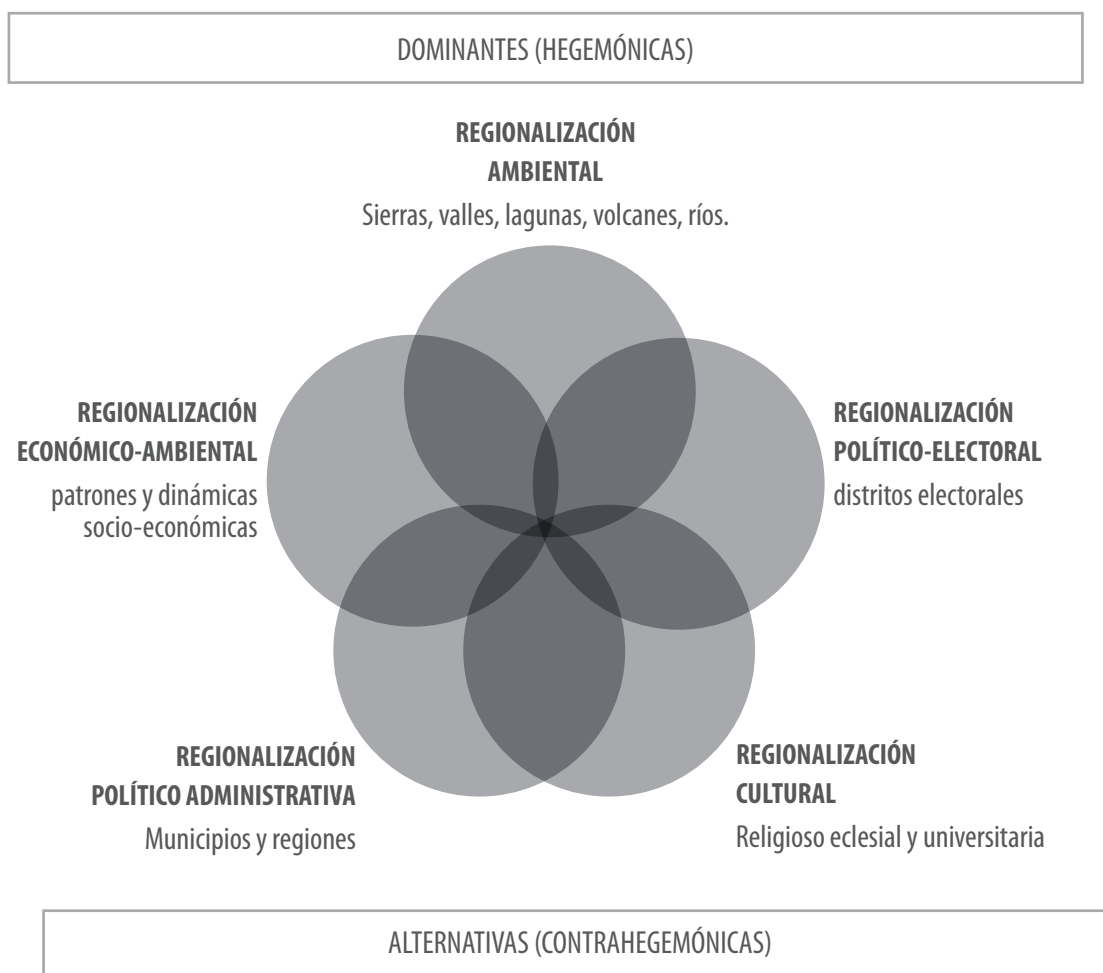 DOMINANTES (HEGEMÓNICAS)
REGIONALIZACIÓN
AMBIENTAL
Sierras, valles, lagunas, volcanes, ríos.
REGIONALIZACIÓN
ECONÓMICO-AMBIENTAL
patrones y dinámicas
socio-económicas
REGIONALIZACIÓN
POLÍTICO-ELECTORAL
distritos electorales
REGIONALIZACIÓN
POLÍTICO ADMINISTRATIVA
Municipios y regiones
REGIONALIZACIÓN
CULTURAL
Religioso eclesial y universitaria
ALTERNATIVAS (CONTRAHEGEMÓNICAS)